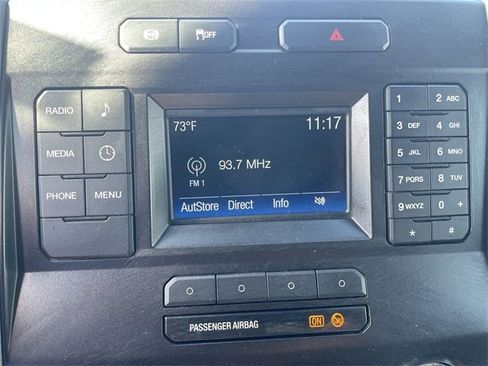 OFF
RADIO
MEDIA
PHONE MENU
73°F 11:17
93.7 MHz
FM 1
AutoStore Direct Info
1 2 ABC
3 DEF 4 GHI
5 JKL 6 MNO
7 PQRS 8 TUV
9 WXYZ 0 +
* #
PASSENGER AIRBAG ON